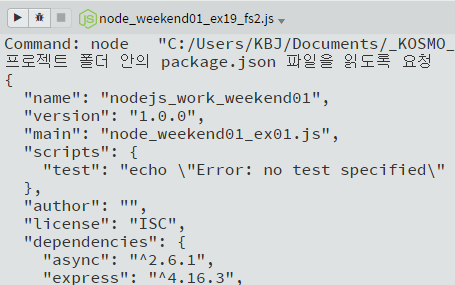 node_weekend01_ex19_fs2.js
Command: node "C:/Users/KBJ/Documents/_KOSMO_
프로젝트 폴더 안의 package.json 파일을 읽도록 요청
{
"name": "nodejs_work_weekend01",
"version": "1.0.0",
"main": "node_weekend01_ex01.js",
"scripts": {
"test": "echo \"Error: no test specified\"
},
"author": "",
"license": "ISC",
"dependencies": {
"async": "^2.6.1",
"express": "^4.16.3",